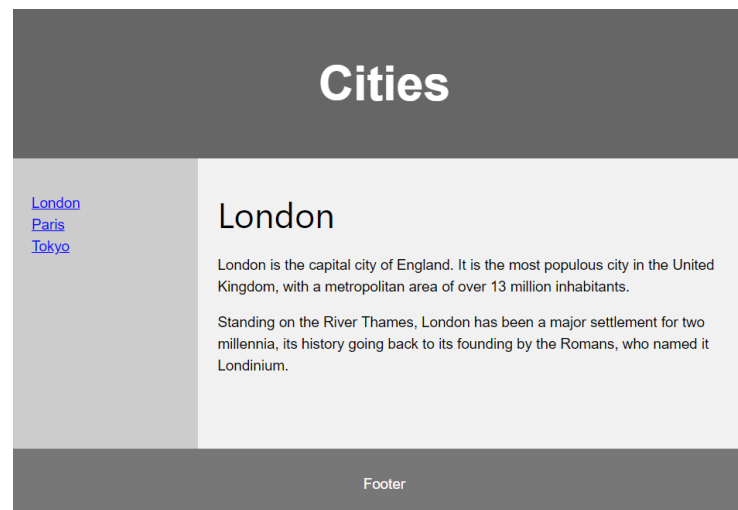 Cities
London
Paris
Tokyo
London
London is the capital city of England. It is the most populous city in the United
Kingdom, with a metropolitan area of over 13 million inhabitants.
Standing on the River Thames, London has been a major settlement for two
millennia, its history going back to its founding by the Romans, who named it
Londinium.
Footer